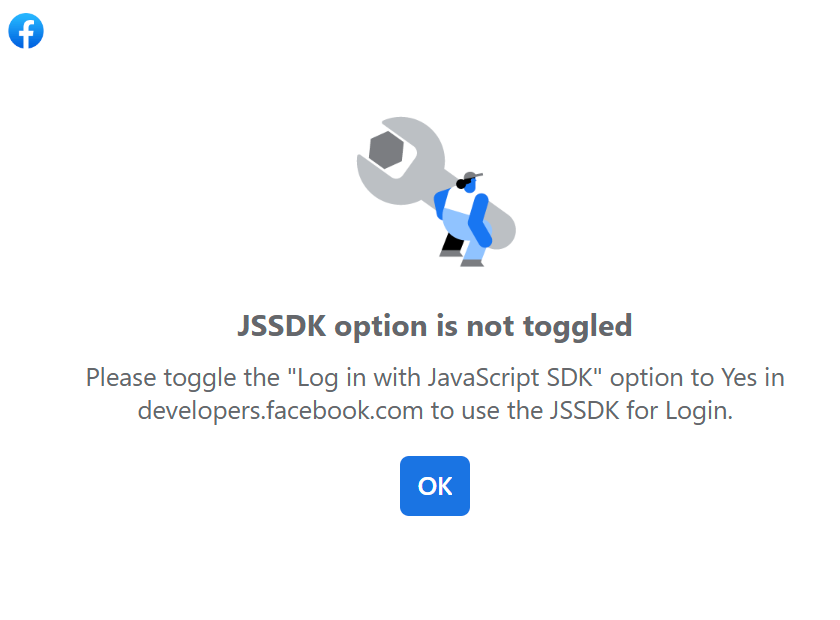 JSSDK option is not toggled
Please toggle the "Log in with JavaScript SDK" option to Yes in
developers.facebook.com to use the JSSDK for Login.
OK